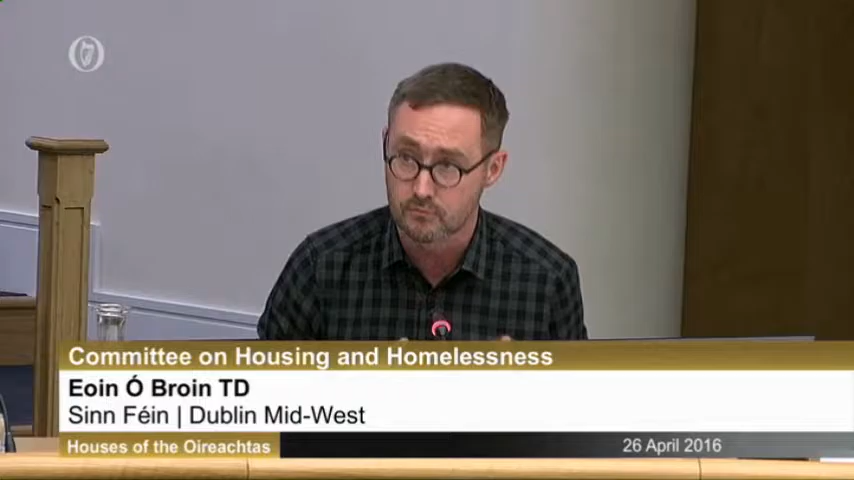 Committee on Housing and Homelessness
Eoin Ó Broin TD
Sinn Féin | Dublin Mid-West
Houses of the Oireachtas
26 April 2016